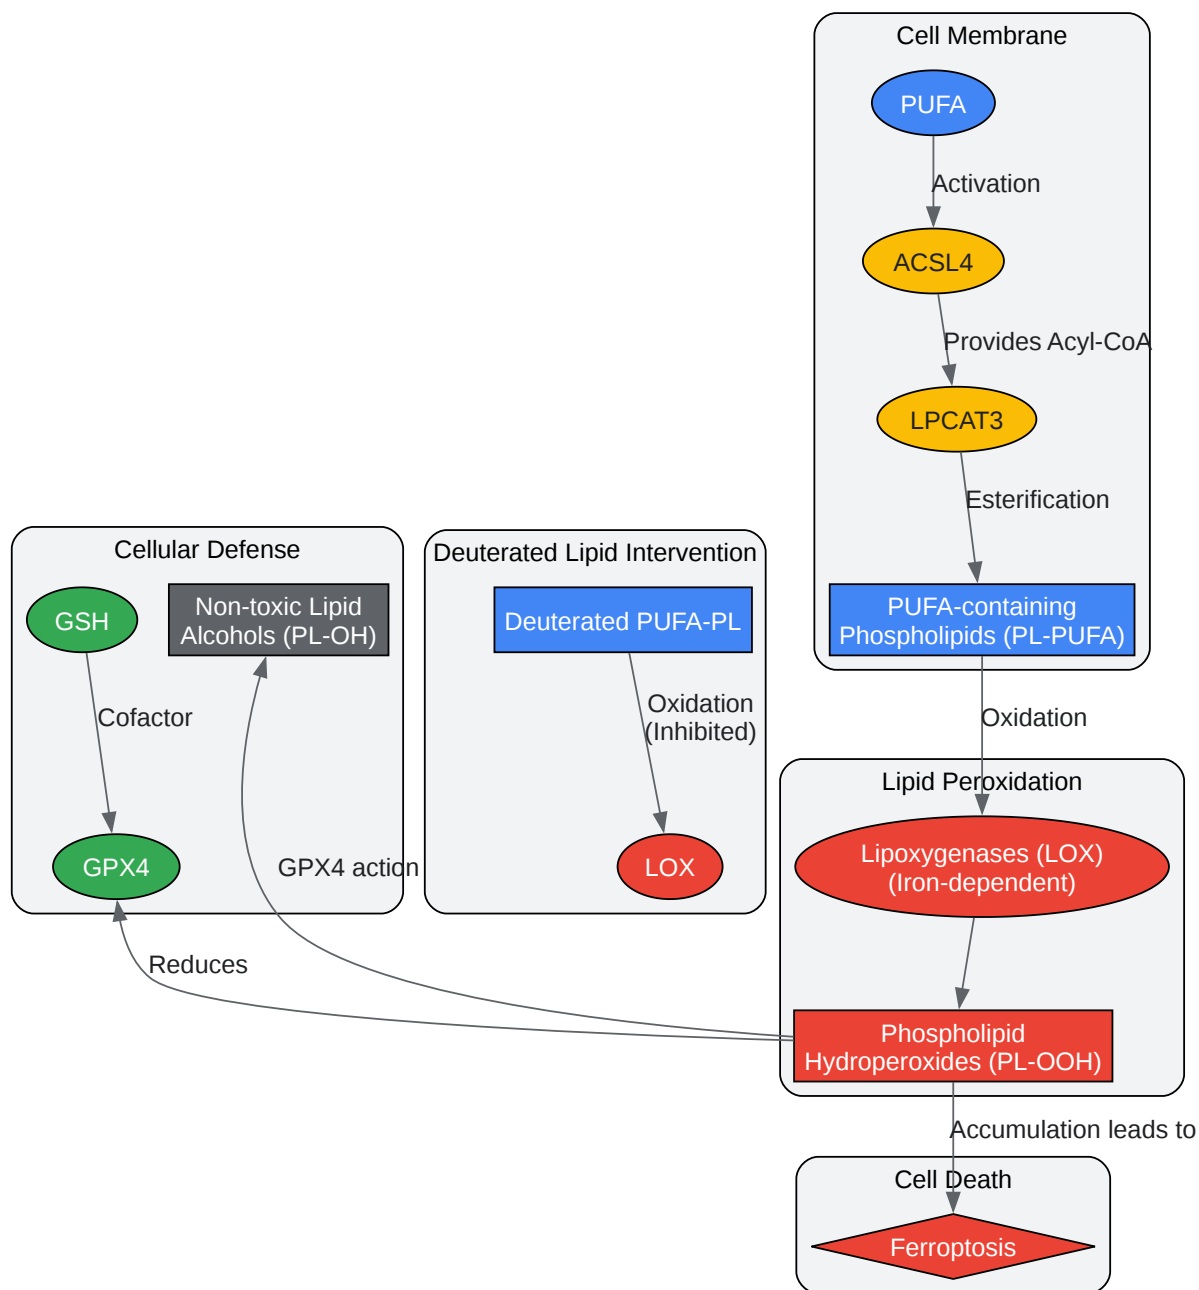 Cell Membrane
PUFA
Activation
ACSL4
Provides Acyl-CoA
LPCAT3
Esterification
PUFA-containing
Phospholipids (PL-PUFA)
Cellular Defense
GSH
Non-toxic Lipid
Alcohols (PL-OH)
Cofactor
GPX4
GPX4 action
Reduces
Deuterated Lipid Intervention
Deuterated PUFA-PL
Oxidation
(Inhibited)
LOX
Oxidation
Lipid Peroxidation
Lipoxygenases (LOX)
(Iron-dependent)
Phospholipid
Hydroperoxides (PL-OOH)
Accumulation leads to
Cell Death
Ferroptosis